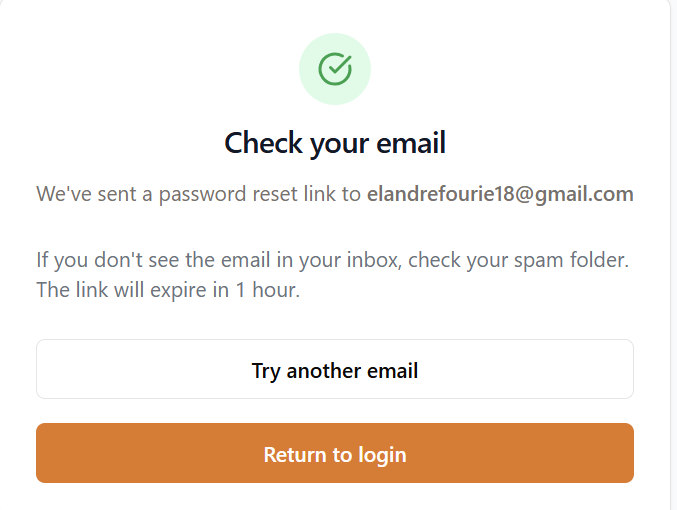 Check your email
We've sent a password reset link to elandrefourie18@gmail.com
If you don't see the email in your inbox, check your spam folder.
The link will expire in 1 hour.
Try another email
Return to login